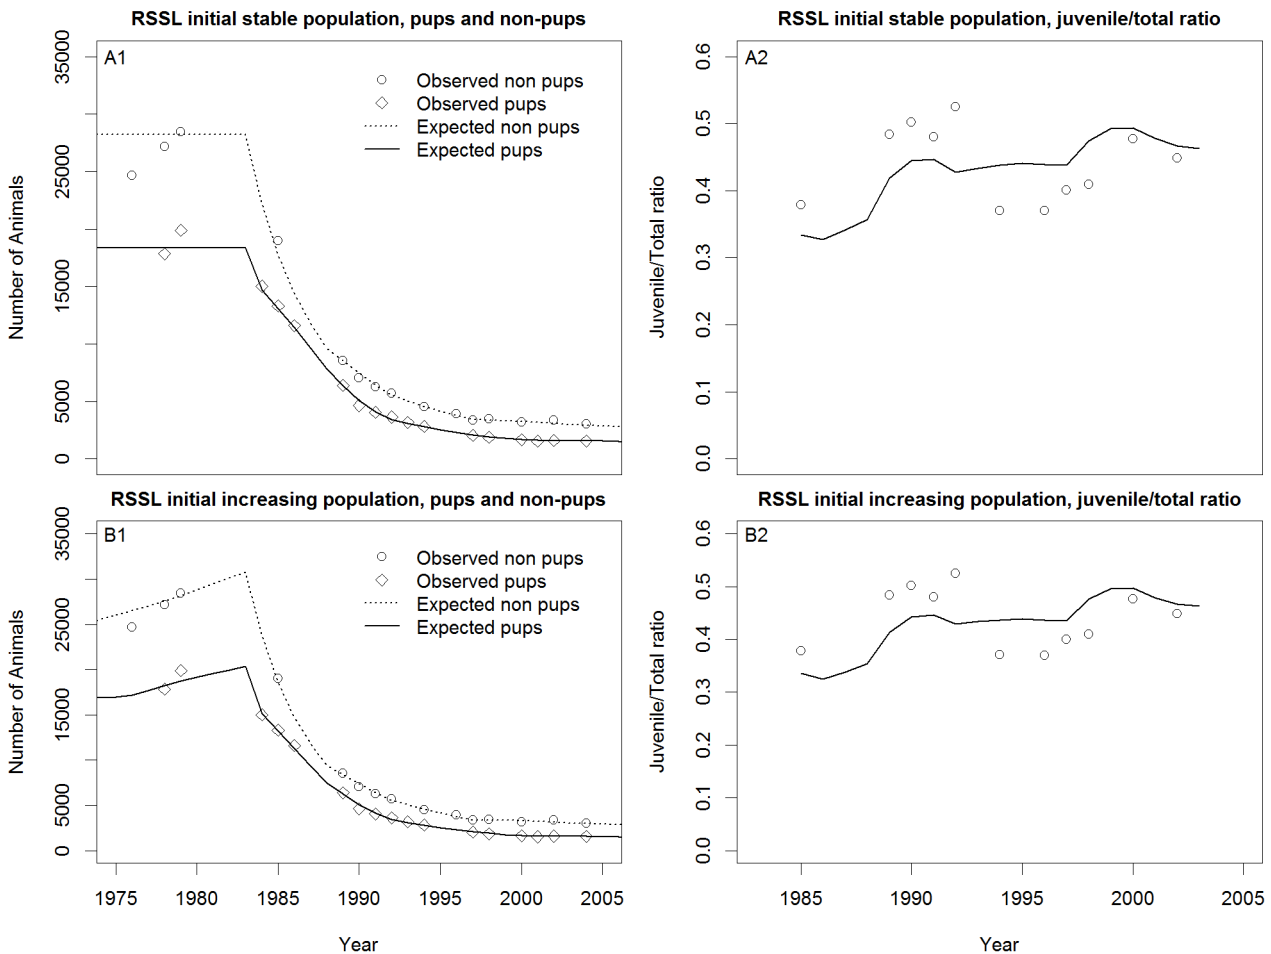 RSSL initial stable population, pups and non-pups
A1
Observed non pups
Observed pups
Expected non pups
Expected pups
35000
25000
15000
5000
0
Number of Animals
RSSL initial stable population, juvenile/total ratio
A2
0.6
0.5
0.4
0.3
0.2
0.1
0.0
Juvenile/Total ratio
RSSL initial increasing population, pups and non-pups
B1
Observed non pups
Observed pups
Expected non pups
Expected pups
35000
25000
15000
5000
0
Number of Animals
1975 1980 1985 1990 1995 2000 2005
Year
RSSL initial increasing population, juvenile/total ratio
B2
0.6
0.5
0.4
0.3
0.2
0.1
0.0
Juvenile/Total ratio
1985 1990 1995 2000 2005
Year